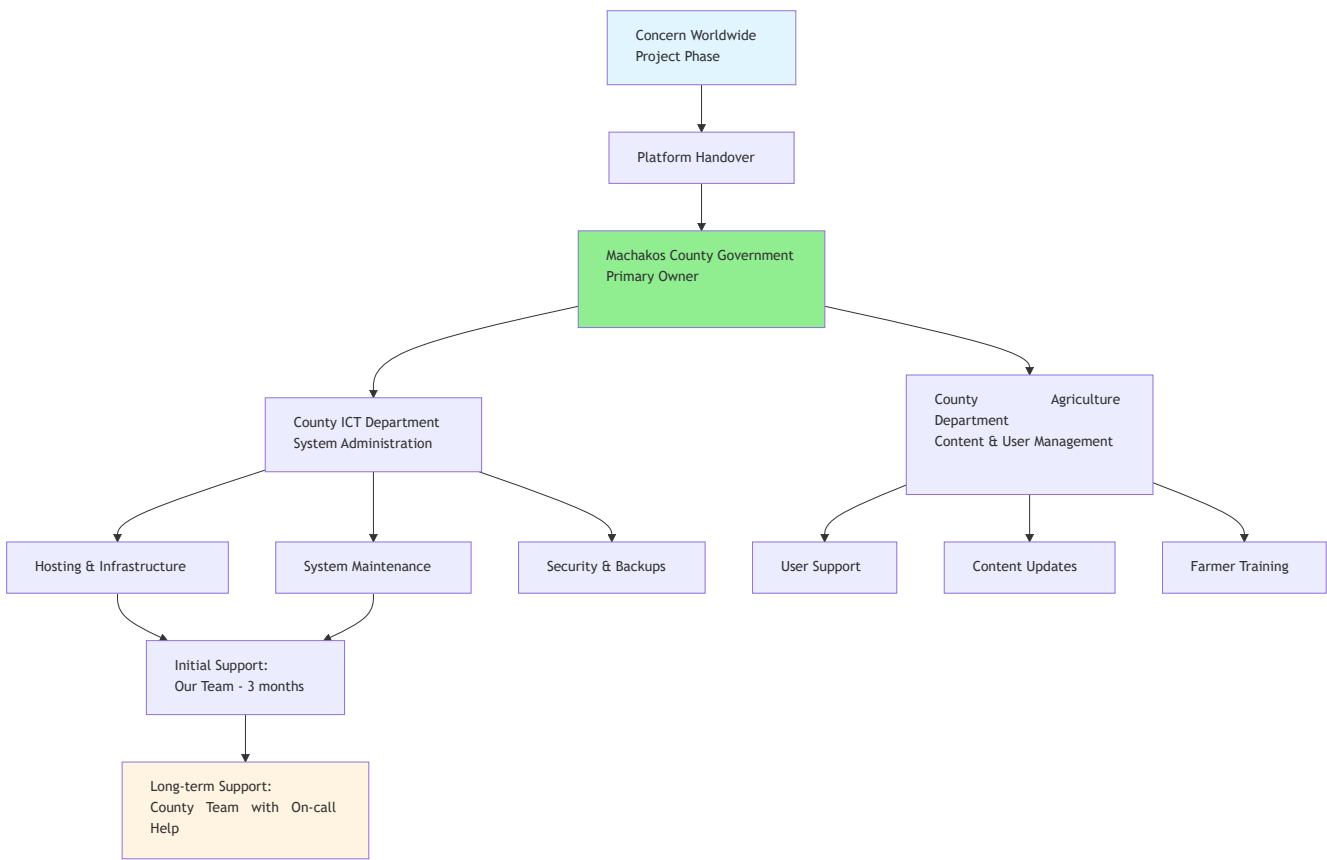 Concern Worldwide
Project Phase
Platform Handover
Machakos County Government
Primary Owner
County ICT Department
System Administration
County Agriculture
Department
Content & User Management
Hosting & Infrastructure
System Maintenance
Security & Backups
User Support
Content Updates
Farmer Training
Initial Support:
Our Team - 3 months
Long-term Support:
County Team with On-call
Help